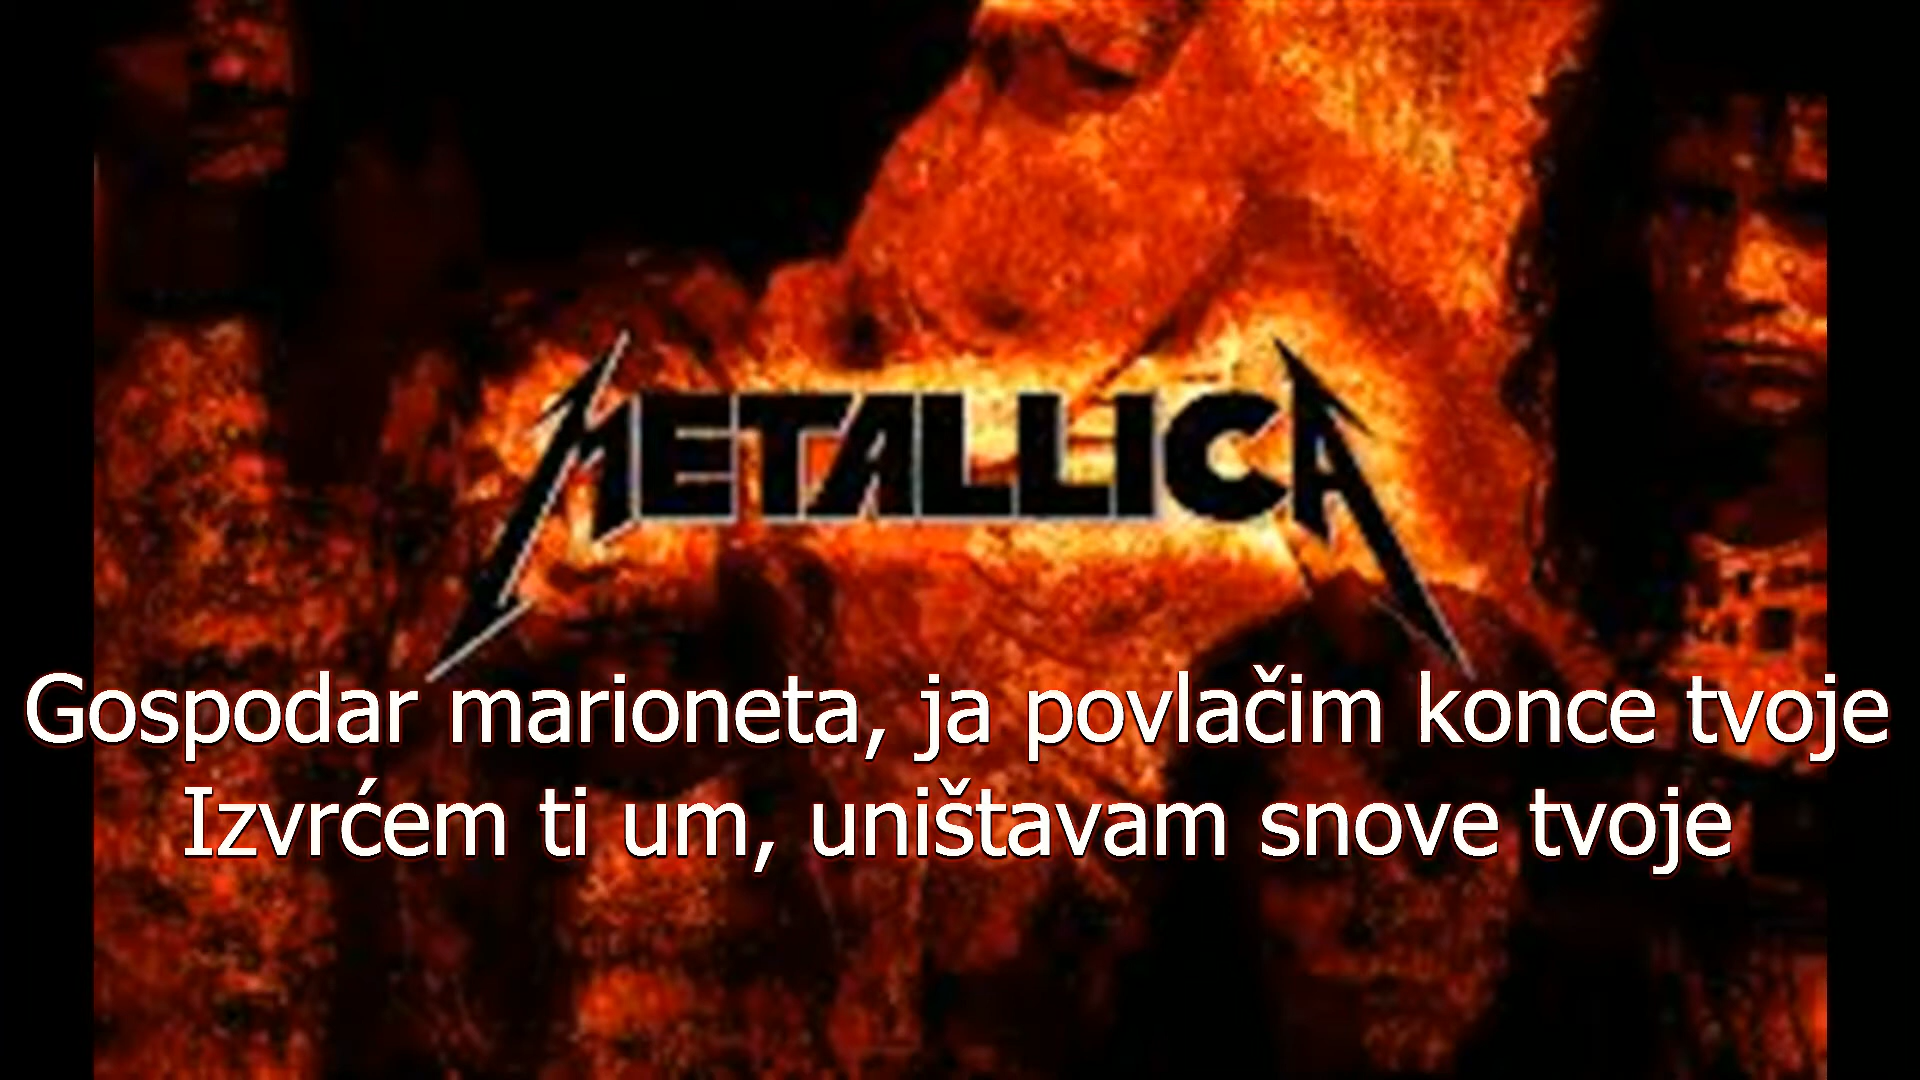 METALLICA
Gospodar marioneta, ja povlačim konce tvoje
Izvrćem ti um, uništavam snove tvoje